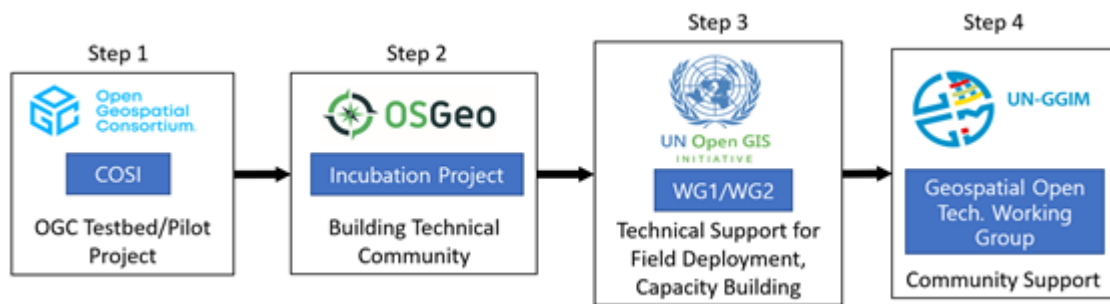 Step 1
Open
Geospatial
Consortium.
COSI
OGC Testbed/Pilot
Project
Step 2
OSGeo
Incubation Project
Building Technical
Community
Step 3
UN Open GIS
INITIATIVE
WG1/WG2
Technical Support for
Field Deployment,
Capacity Building
Step 4
UN-GGIM
Geospatial Open
Tech. Working
Group
Community Support